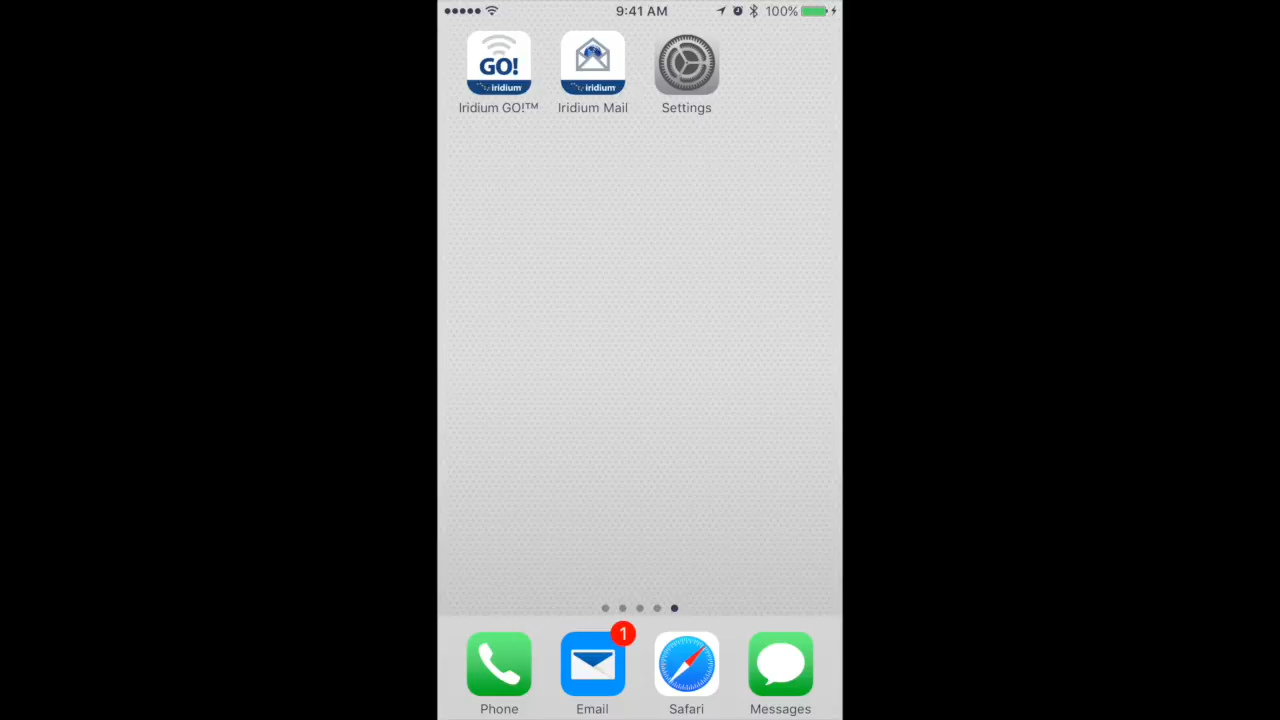 9:41 AM 100%
GO!
iridium
iridium
Iridium GO!™ Iridium Mail Settings
1
Phone Email Safari Messages